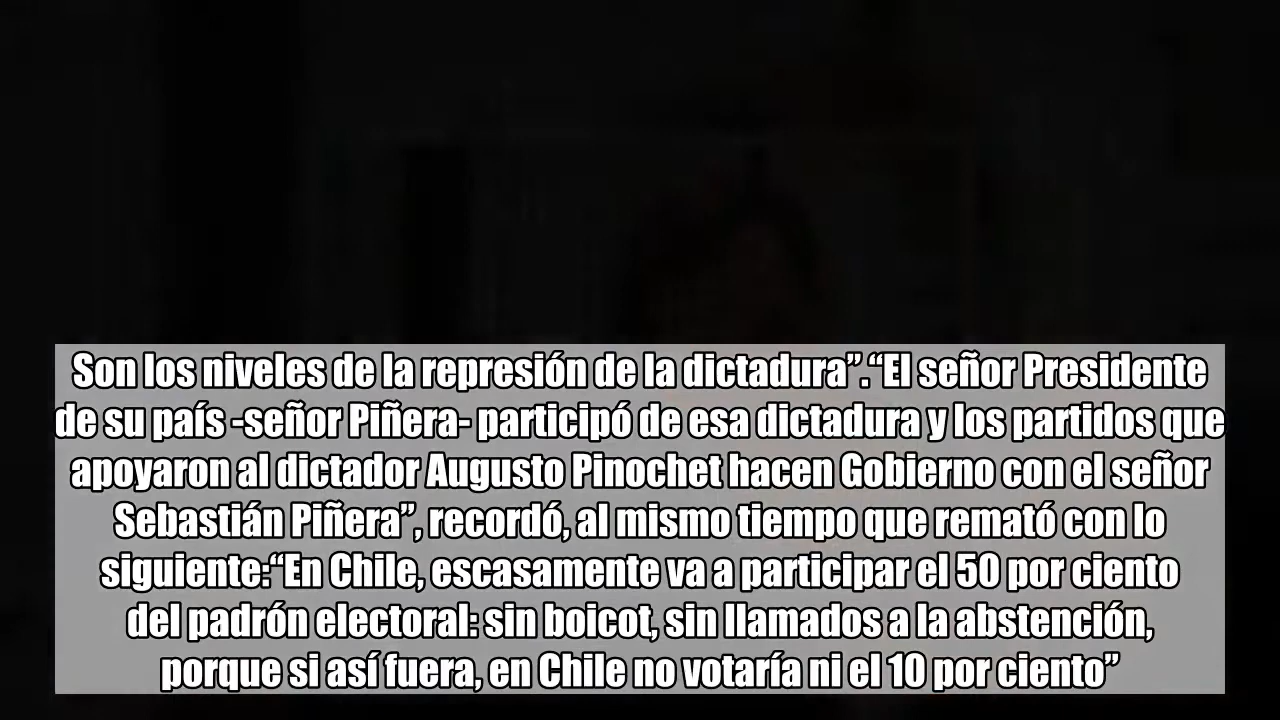 Son los niveles de la represión de la dictadura”.“El señor Presidente
de su país -señor Piñera- participó de esa dictadura y los partidos que
apoyaron al dictador Augusto Pinochet hacen Gobierno con el señor
Sebastián Piñera”, recordó, al mismo tiempo que remató con lo
siguiente:“En Chile, escasamente va a participar el 50 por ciento
del padrón electoral: sin boicot, sin llamados a la abstención,
porque si así fuera, en Chile no votaría ni el 10 por ciento”